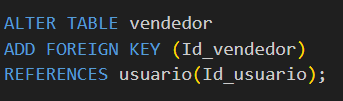 ALTER TABLE vendedor
ADD FOREIGN KEY (Id_vendedor)
REFERENCES usuario(Id_usuario);